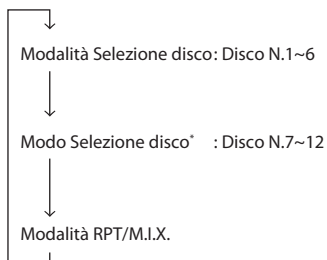 Modalità Selezione disco: Disco N.1~6
Modo Selezione disco* : Disco N.7~12
Modalità RPT/M.I.X.